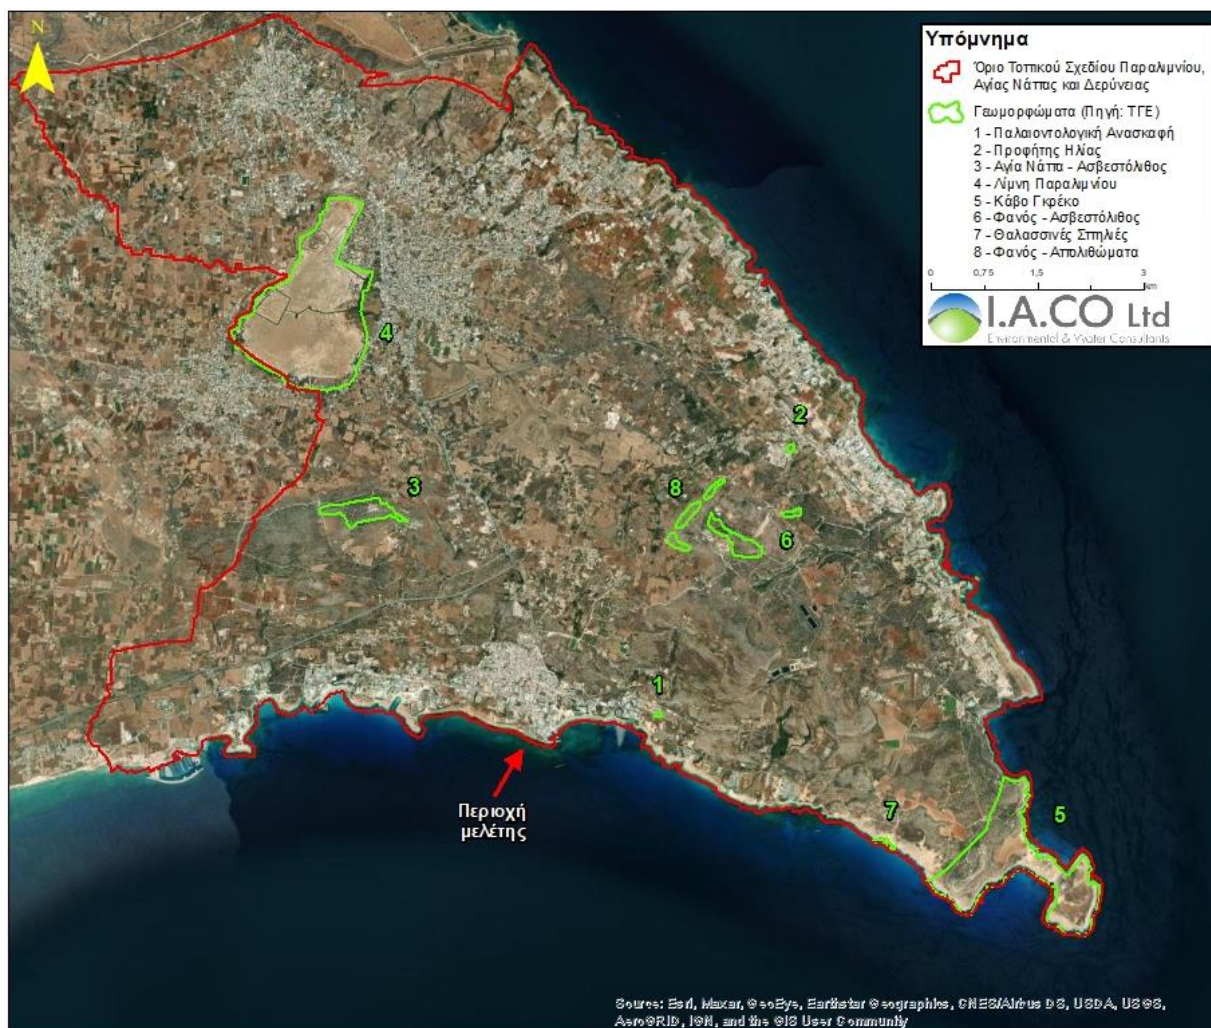 N
Υπόμνημα
Όριο Τοπικού Σχεδίου Παραλιμνίου,
Αγίας Νάπας και Δερύνειας
Γεωμορφώματα (Πηγή: ΤΓΕ)
1 - Παλαιοντολογική Ανασκαφή
2 - Προφήτης Ηλίας
3 - Αγία Νάπα - Ασβεστόλιθος
4 - Λίμνη Παραλιμνίου
5 - Κάβο Γκρέκο
6 - Φανός - Ασβεστόλιθος
7 - Θαλασσινές Σπηλιές
8 - Φανός - Απολιθώματα
0 0,75 1,5 3
km
I.A.CO Ltd
Environmental & Water Consultants
4
2
3
8
6
1
7
5
Περιοχή
μελέτης
Source: Esri, Maxar, GeoEye, Earthstar Geographics, CNES/Airbus DS, USDA, USGS,
AeroGRID, IGN, and the GIS User Community